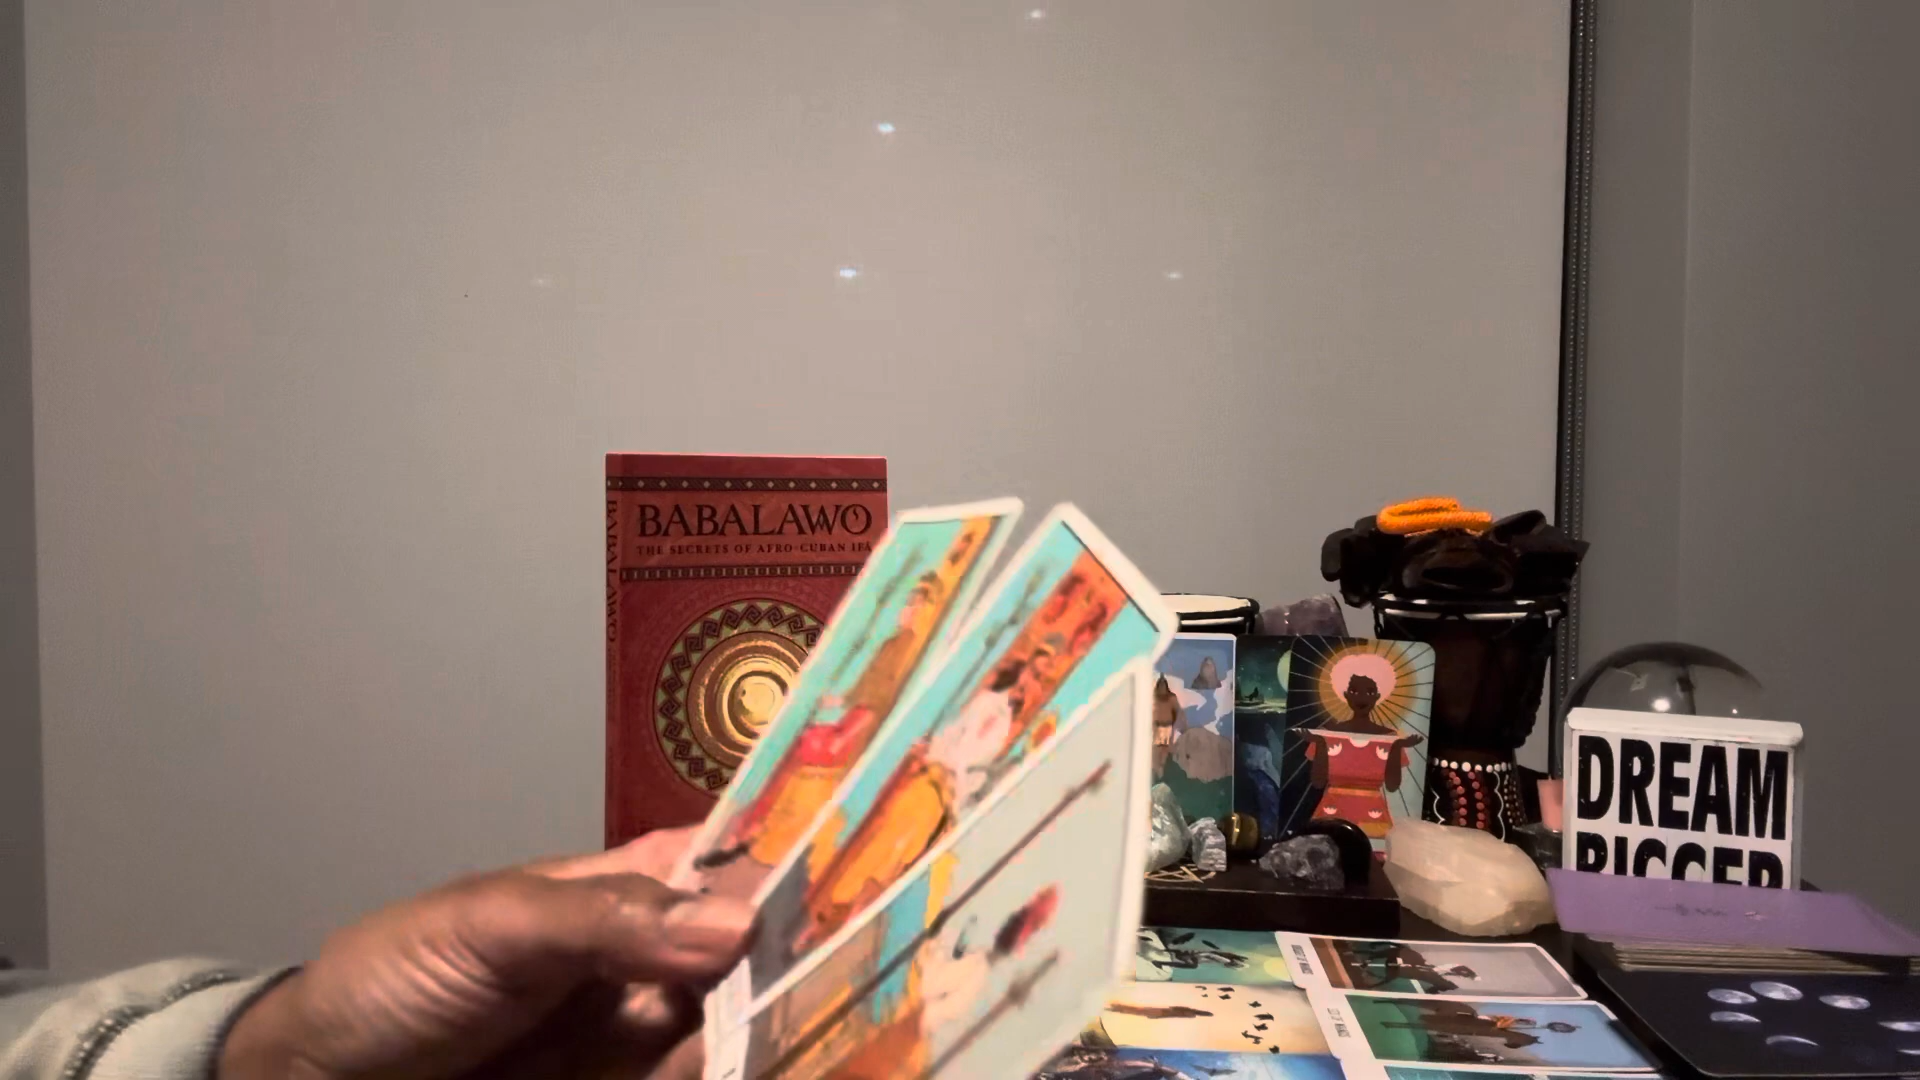 BABALAWO
THE SECRETS OF AFRO-CUBAN IFÁ
BABALAWO
DREAM
BIGGER